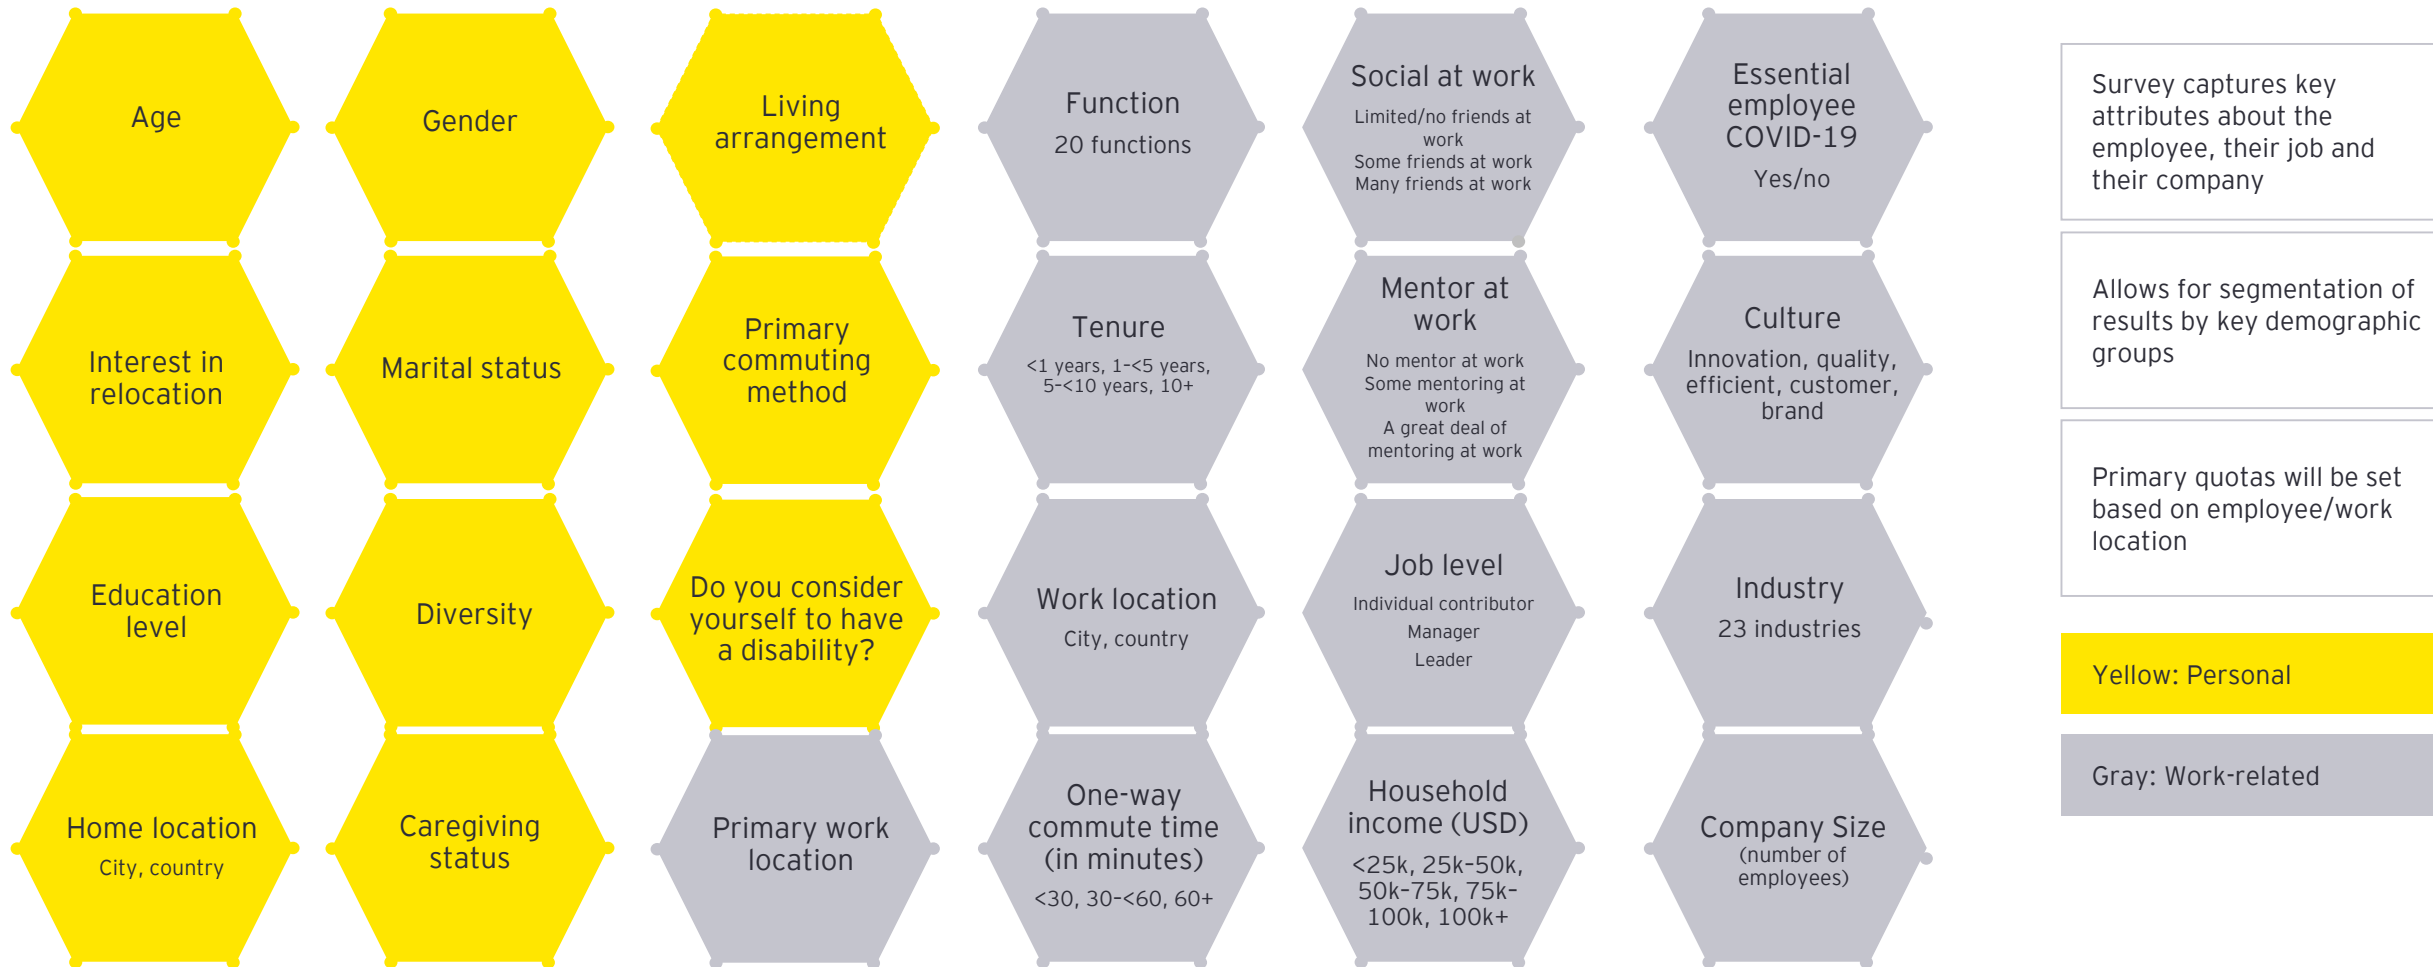 Age
Gender
Living
arrangement
Function
20 functions
Social at work
Limited/no friends at
work
Some friends at work
Many friends at work
Essential
employee
COVID-19
Yes/no
Interest in
relocation
Marital status
Primary
commuting
method
Tenure
<1 years, 1–<5 years,
5–<10 years, 10+
Mentor at
work
No mentor at work
Some mentoring at
work
A great deal of
mentoring at work
Culture
Innovation, quality,
efficient, customer,
brand
Education
level
Diversity
Do you consider
yourself to have
a disability?
Work location
City, country
Job level
Individual contributor
Manager
Leader
Industry
23 industries
Home location
City, country
Caregiving
status
Primary work
location
One-way
commute time
(in minutes)
<30, 30–<60, 60+
Household
income (USD)
<25k, 25k–50k,
50k–75k, 75k–
100k, 100k+
Company Size
(number of
employees)
Survey captures key
attributes about the
employee, their job and
their company
Allows for segmentation of
results by key demographic
groups
Primary quotas will be set
based on employee/work
location
Yellow: Personal
Gray: Work-related